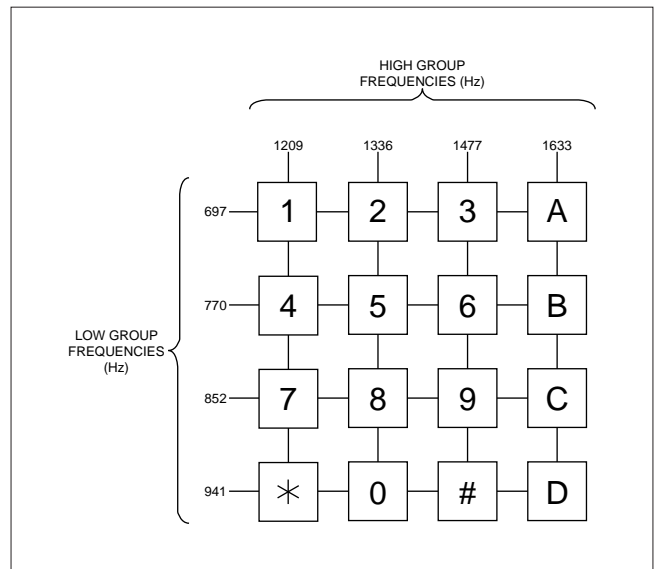 HIGH GROUP
FREQUENCIES (Hz)
1209 1336 1477 1633
697 1 2 3 A
770 4 5 6 B
LOW GROUP
FREQUENCIES
(Hz)
852 7 8 9 C
941 * 0 # D